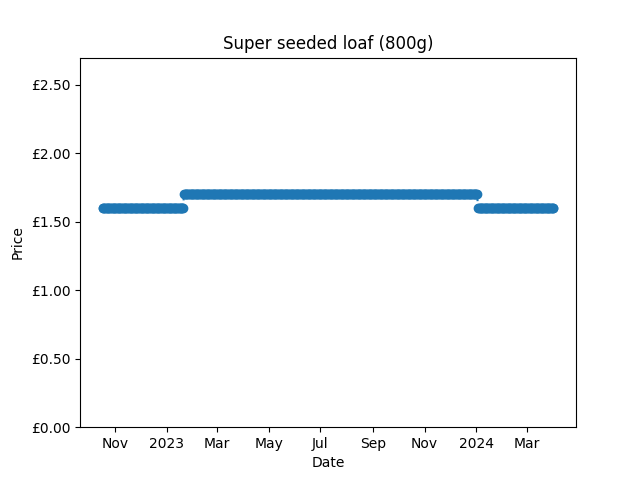 Super seeded loaf (800g)
£2.50
£2.00
£1.50
£1.00
£0.50
£0.00
Price
Nov 2023 Mar May Jul Sep Nov 2024 Mar
Date